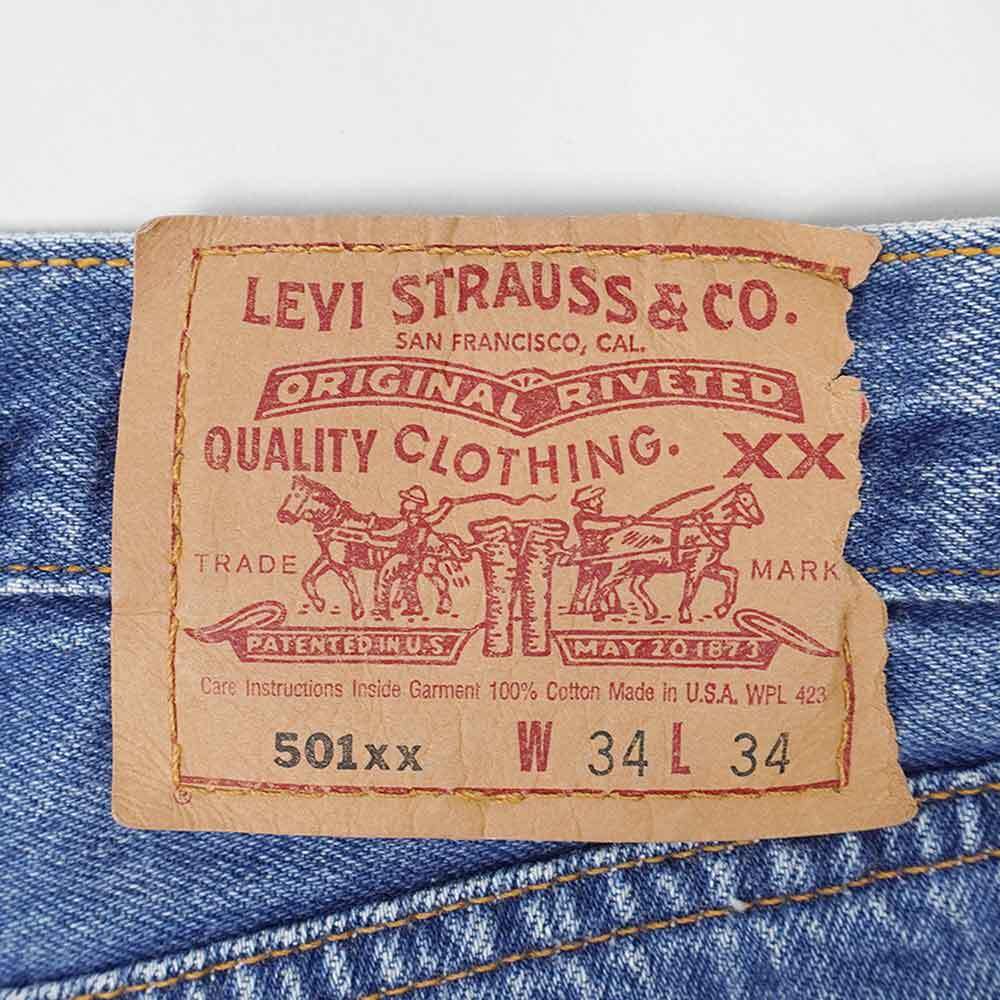 LEVI STRAUSS & CO.
SAN FRANCISCO, CAL.
ORIGINAL RIVETED
QUALITY CLOTHING. XX
TRADE MARK
PATENTED IN U.S MAY 20 1873
Care Instructions Inside Garment 100% Cotton Made in U.S.A. WPL 423
501xx W 34 L 34
®